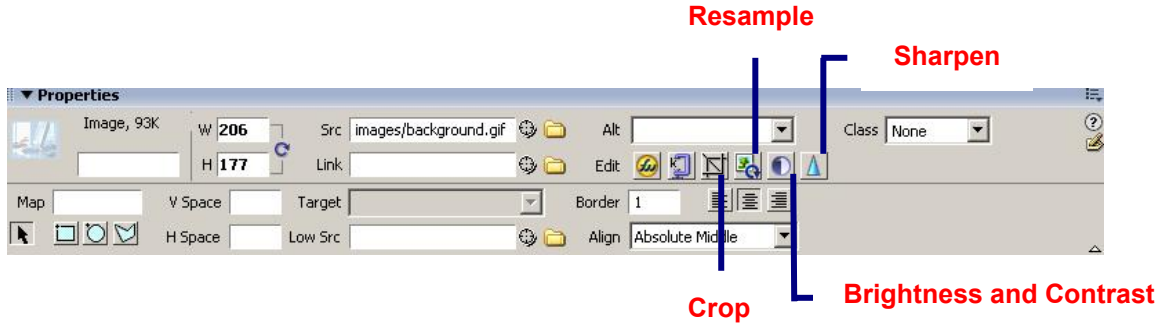 Resample
Sharpen
Properties
Image, 93K
W 206
Src images/background.gif
Alt
Class None
H 177
Link
Edit
Map
V Space
Target
Border 1
H Space
Low Src
Align Absolute Middle
Crop
Brightness and Contrast